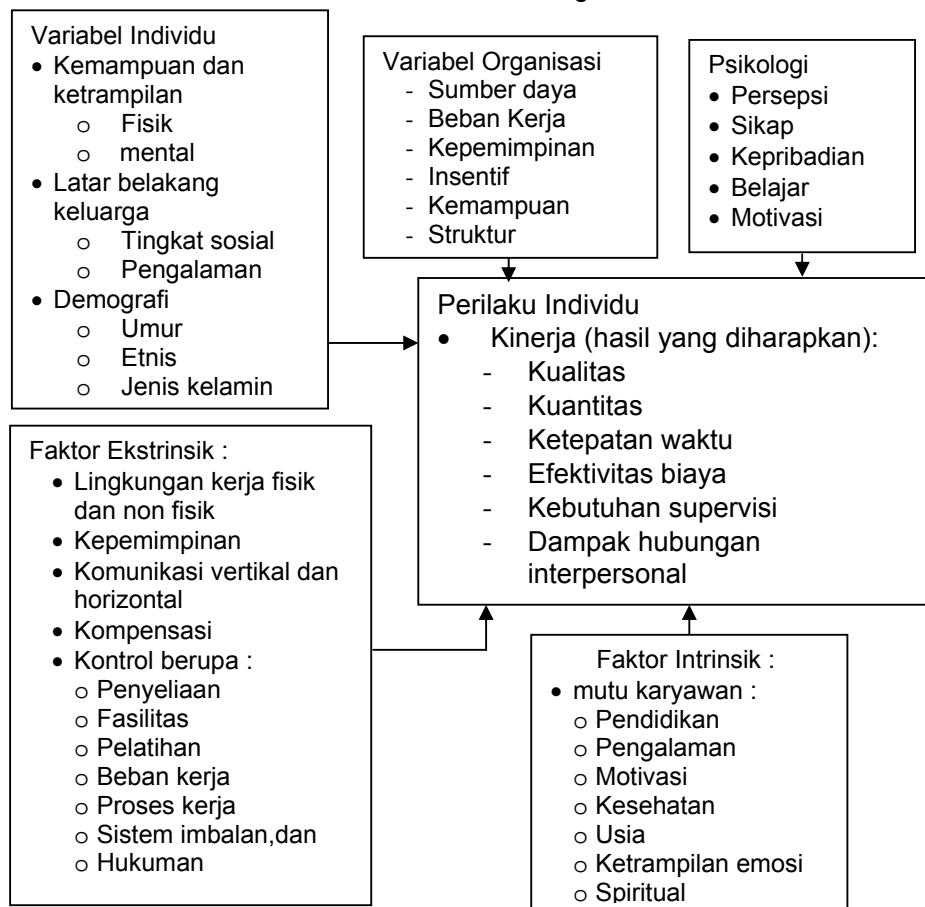 Variabel Individu
• Kemampuan dan
ketrampilan
o Fisik
o mental
• Latar belakang
keluarga
o Tingkat sosial
o Pengalaman
• Demografi
o Umur
o Etnis
o Jenis kelamin
Variabel Organisasi
- Sumber daya
- Beban Kerja
- Kepemimpinan
- Insentif
- Kemampuan
- Struktur
Psikologi
• Persepsi
• Sikap
• Kepribadian
• Belajar
• Motivasi
Perilaku Individu
• Kinerja (hasil yang diharapkan):
- Kualitas
- Kuantitas
- Ketepatan waktu
- Efektivitas biaya
- Kebutuhan supervisi
- Dampak hubungan
interpersonal
Faktor Ekstrinsik :
• Lingkungan kerja fisik
dan non fisik
• Kepemimpinan
• Komunikasi vertikal dan
horizontal
• Kompensasi
• Kontrol berupa :
o Penyeliaan
o Fasilitas
o Pelatihan
o Beban kerja
o Proses kerja
o Sistem imbalan,dan
o Hukuman
Faktor Intrinsik :
• mutu karyawan :
o Pendidikan
o Pengalaman
o Motivasi
o Kesehatan
o Usia
o Ketrampilan emosi
o Spiritual